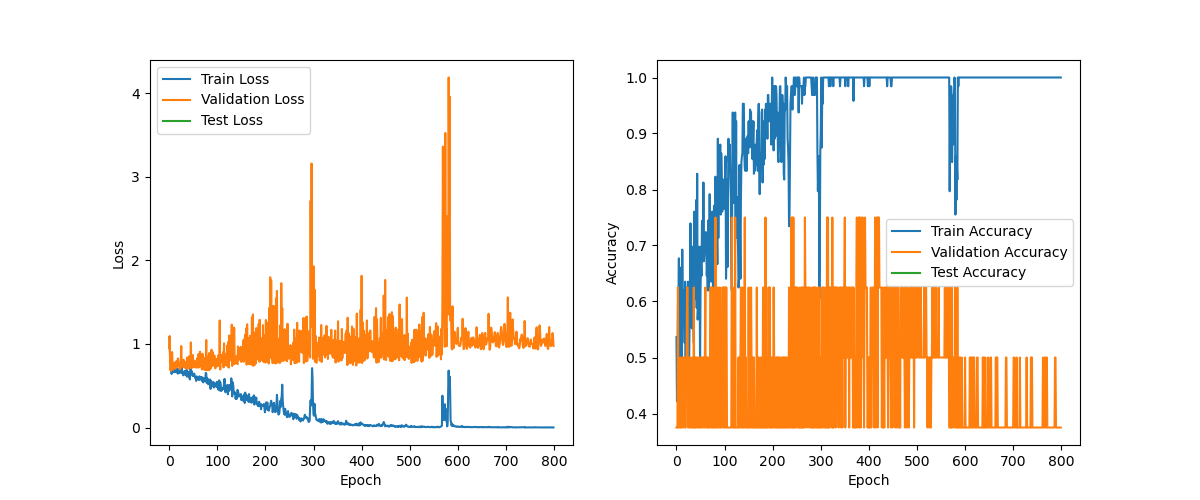 Train Loss
Validation Loss
Test Loss
Loss
4
3
2
1
0
0 100 200 300 400 500 600 700 800
Epoch
Accuracy
1.0
0.9
0.8
0.7
0.6
0.5
0.4
Train Accuracy
Validation Accuracy
Test Accuracy
0 100 200 300 400 500 600 700 800
Epoch